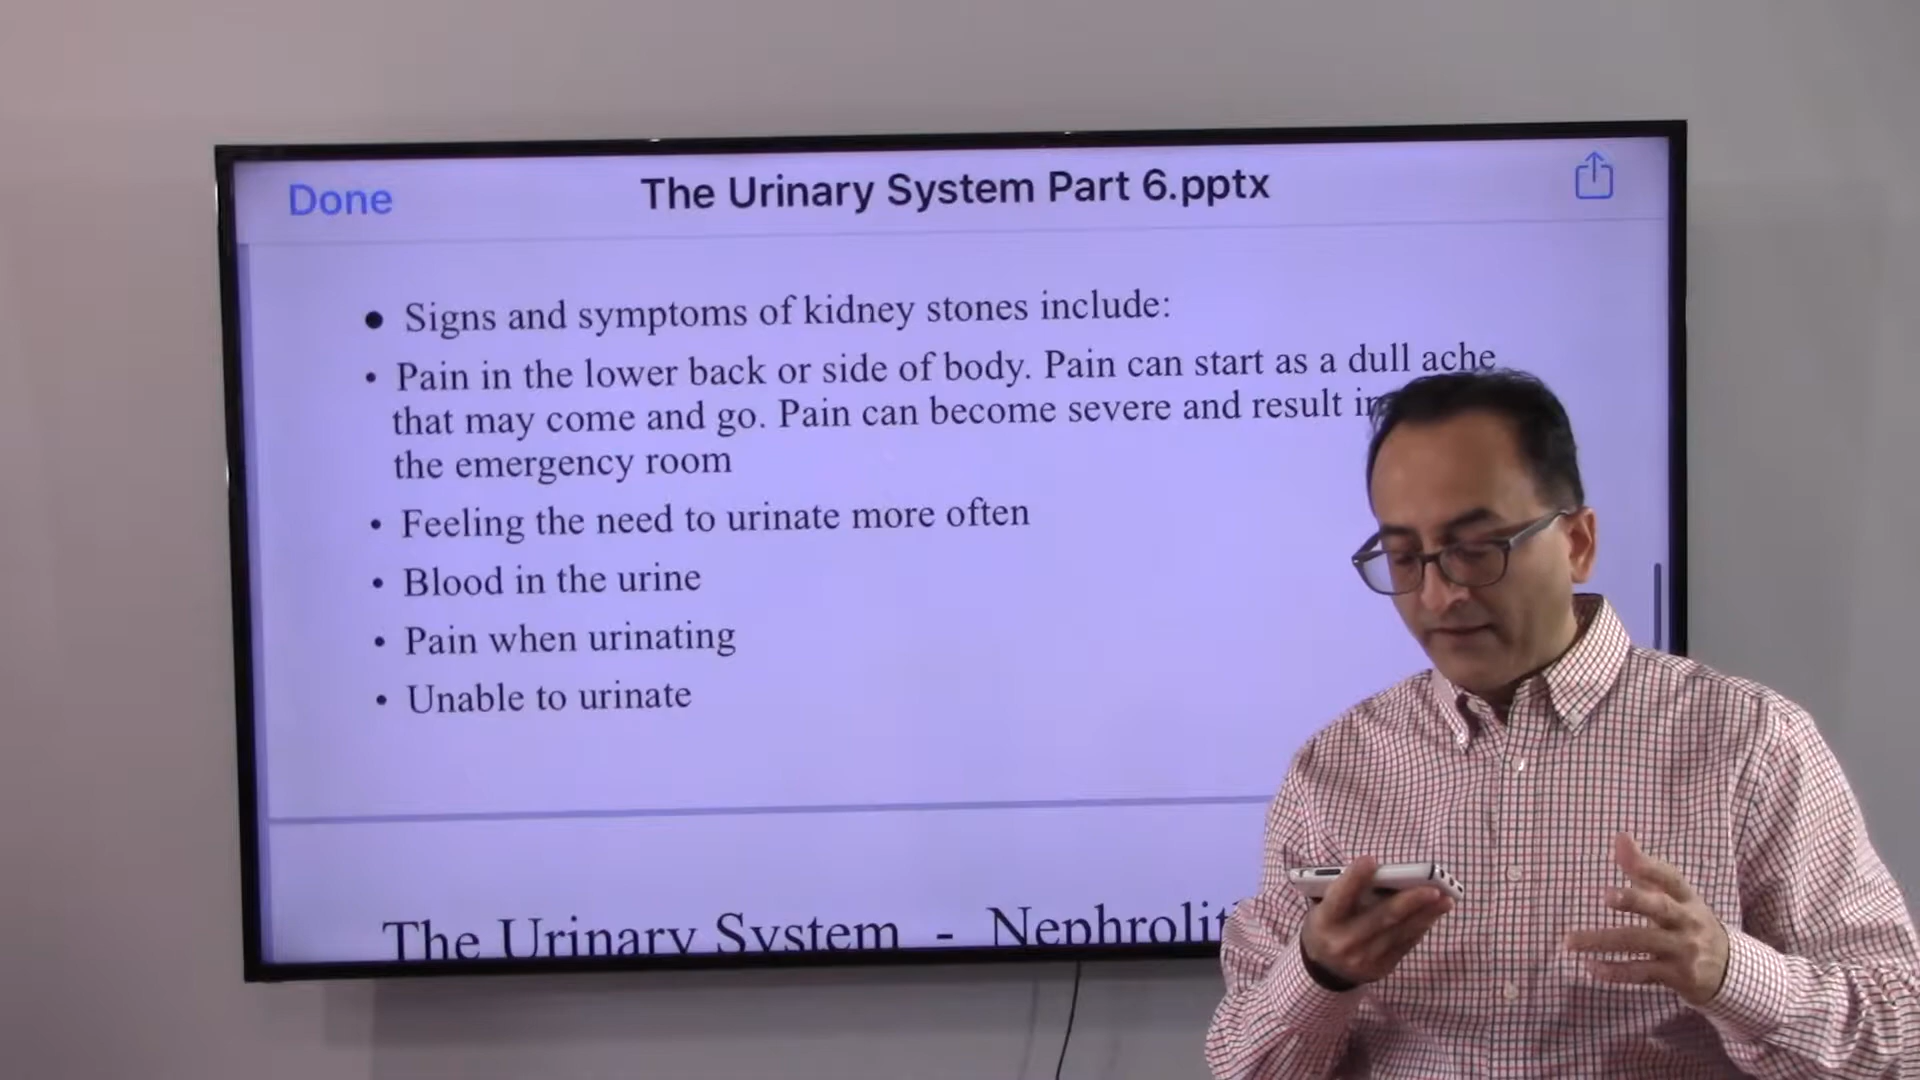 Done
The Urinary System Part 6.pptx
● Signs and symptoms of kidney stones include:
• Pain in the lower back or side of body. Pain can start as a dull ache
that may come and go. Pain can become severe and result
the emergency room
• Feeling the need to urinate more often
• Blood in the urine
• Pain when urinating
• Unable to urinate
The Urinary System -